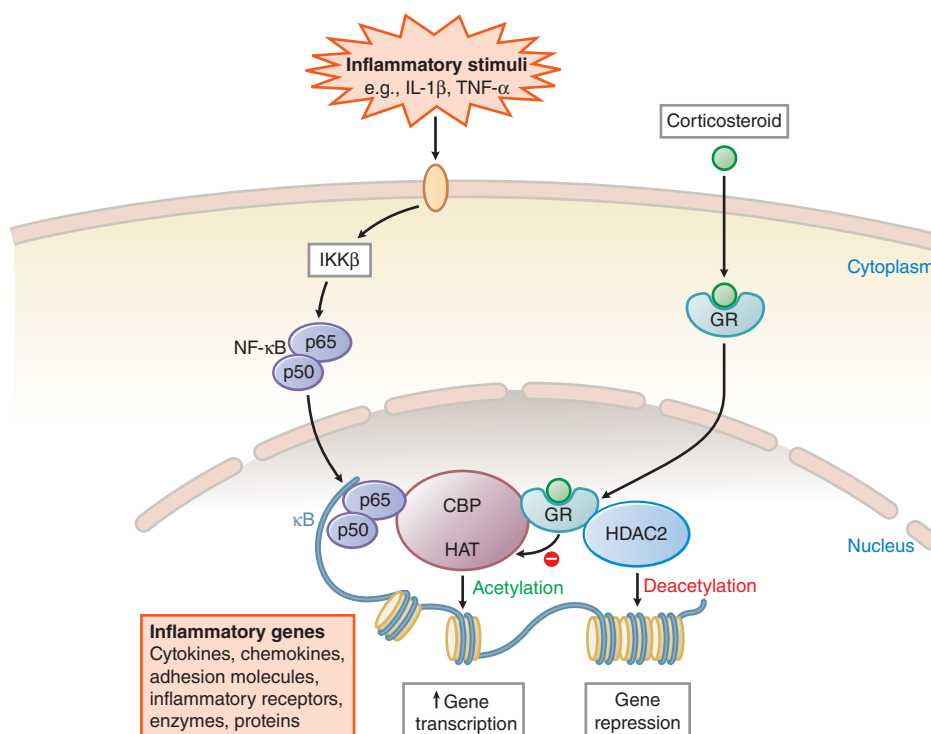 Inflammatory stimuli
e.g., IL-1β, TNF-α
Corticosteroid
IKKβ
Cytoplasm
GR
NF-κB
p65
p50
κB
p65
p50
CBP
HAT
GR
HDAC2
Nucleus
Acetylation
Deacetylation
Inflammatory genes
Cytokines, chemokines,
adhesion molecules,
inflammatory receptors,
enzymes, proteins
↑ Gene
transcription
Gene
repression